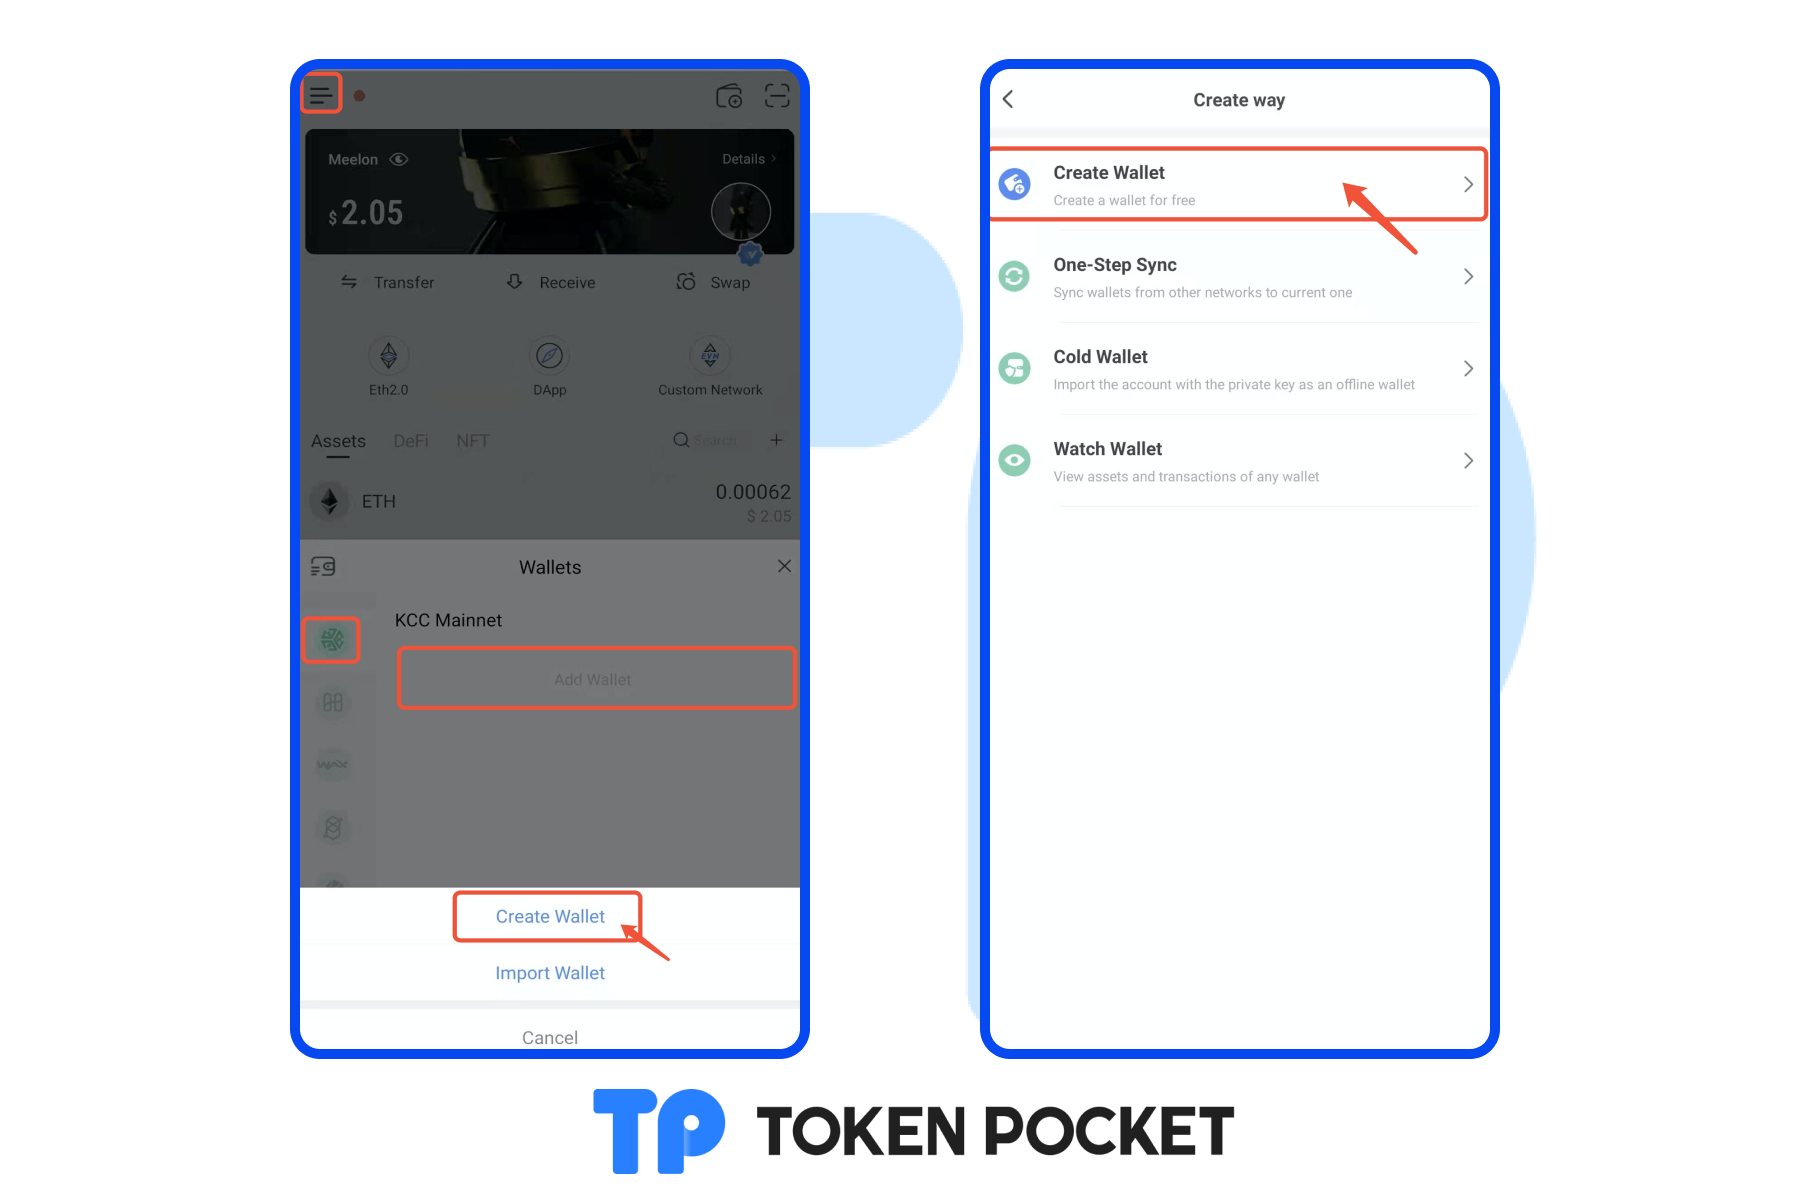 Meelon
Details
$ 2.05
Transfer
Receive
Swap
Eth2.0
DApp
EVM
Custom Network
Assets
DeFi
NFT
Search
ETH
0.00062
$ 2.05
Wallets
KCC Mainnet
Add Wallet
WAX
Create Wallet
Import Wallet
Cancel
Create way
Create Wallet
Create a wallet for free
One-Step Sync
Sync wallets from other networks to current one
Cold Wallet
Import the account with the private key as an offline wallet
Watch Wallet
View assets and transactions of any wallet
TP TOKEN POCKET